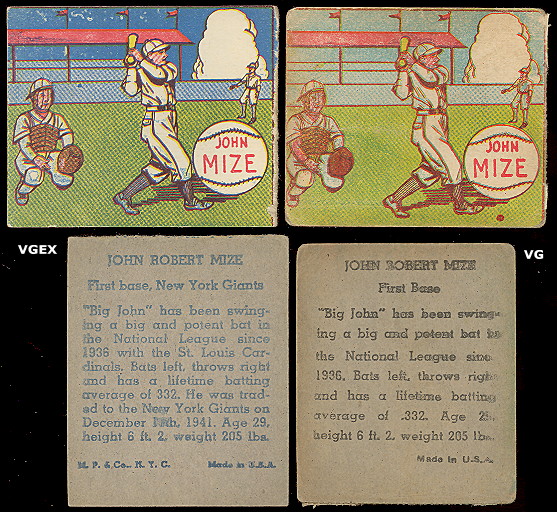 JOHN
MIZE
JOHN
MIZE
VGEX
VG
JOHN ROBERT MIZE
First base, New York Giants
"Big John" has been swing-
ing a big and potent bat in
the National League since
1936 with the St. Louis Car-
dinals. Bats left, throws right
and has a lifetime batting
average of .332. He was trad-
ed to the New York Giants on
December 1941. Age 29,
height 6 ft. 2, weight 205 lbs.
M. P. & Co., N. Y. C. Made in U.S.A.
JOHN ROBERT MIZE
First Base
"Big John" has been swing-
ing a big and potent bat in
the National League since
1936. Bats left, throws right
and has a lifetime batting
average of .332. Age 29,
height 6 ft. 2, weight 205 lbs.
Made in U.S.A.